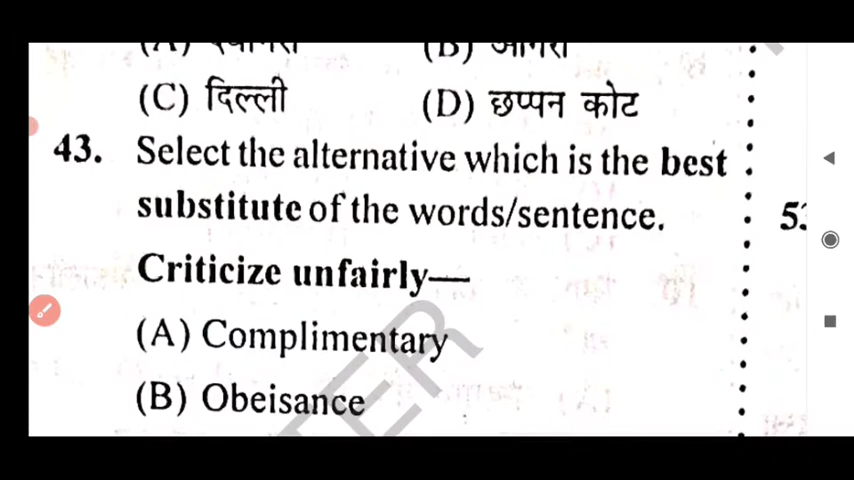 (C) दिल्ली (D) छप्पन कोट
43. Select the alternative which is the best
substitute of the words/sentence.
Criticize unfairly—
(A) Complimentary
(B) Obeisance